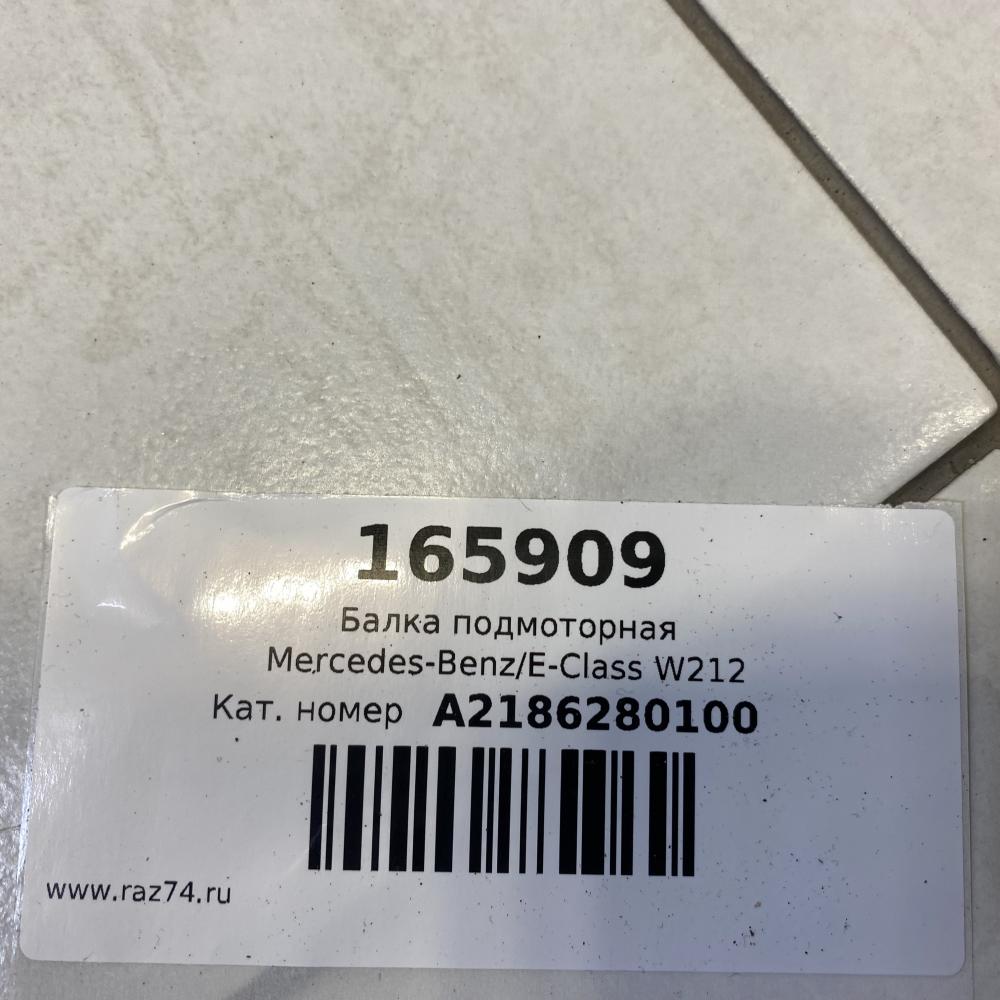 165909
Балка подмоторная
Mercedes-Benz/E-Class W212
Кат. номер A2186280100
www.raz74.ru